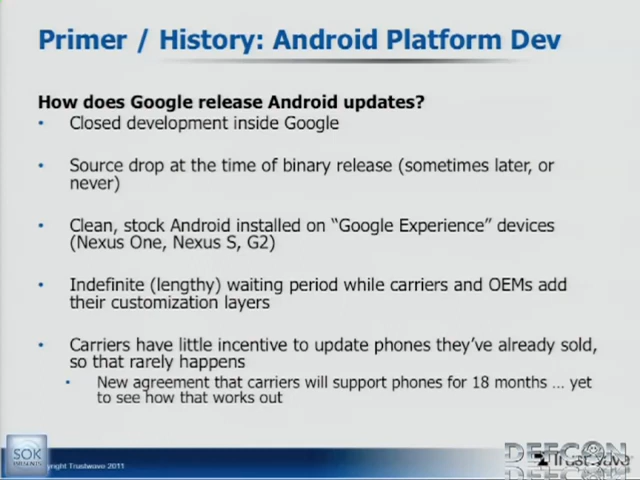 Primer / History: Android Platform Dev
How does Google release Android updates?
• Closed development inside Google
• Source drop at the time of binary release (sometimes later, or
never)
• Clean, stock Android installed on “Google Experience” devices
(Nexus One, Nexus S, G2)
• Indefinite (lengthy) waiting period while carriers and OEMs add
their customization layers
• Carriers have little incentive to update phones they’ve already sold,
so that rarely happens
• New agreement that carriers will support phones for 18 months ... yet
to see how that works out
SOK
Trustwave 2011
DEFCON
Trustwave